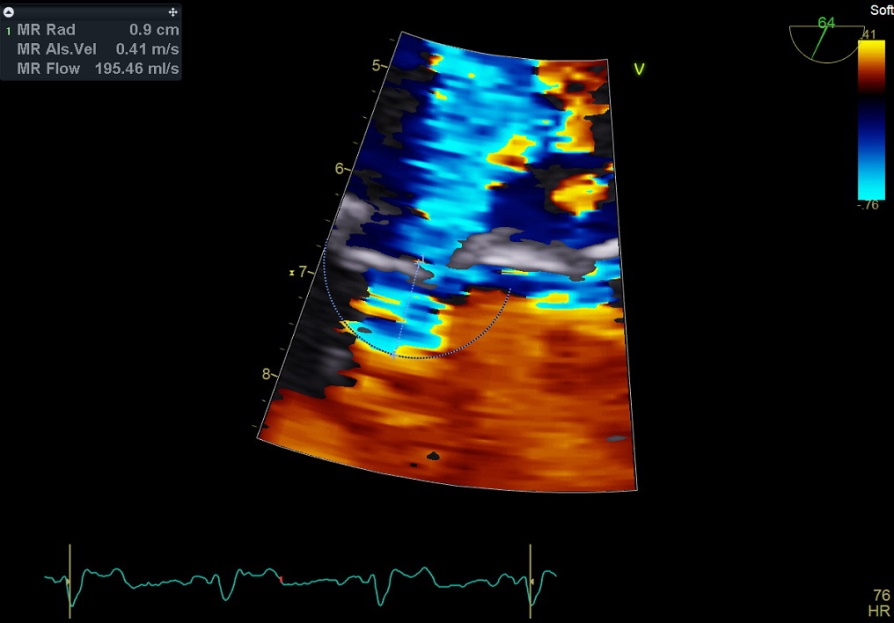 1 MR Rad 0.9 cm
MR Als.Vel 0.41 m/s
MR Flow 195.46 ml/s
Soft
64
.41
-.76
V
5
6
7
8
76
HR